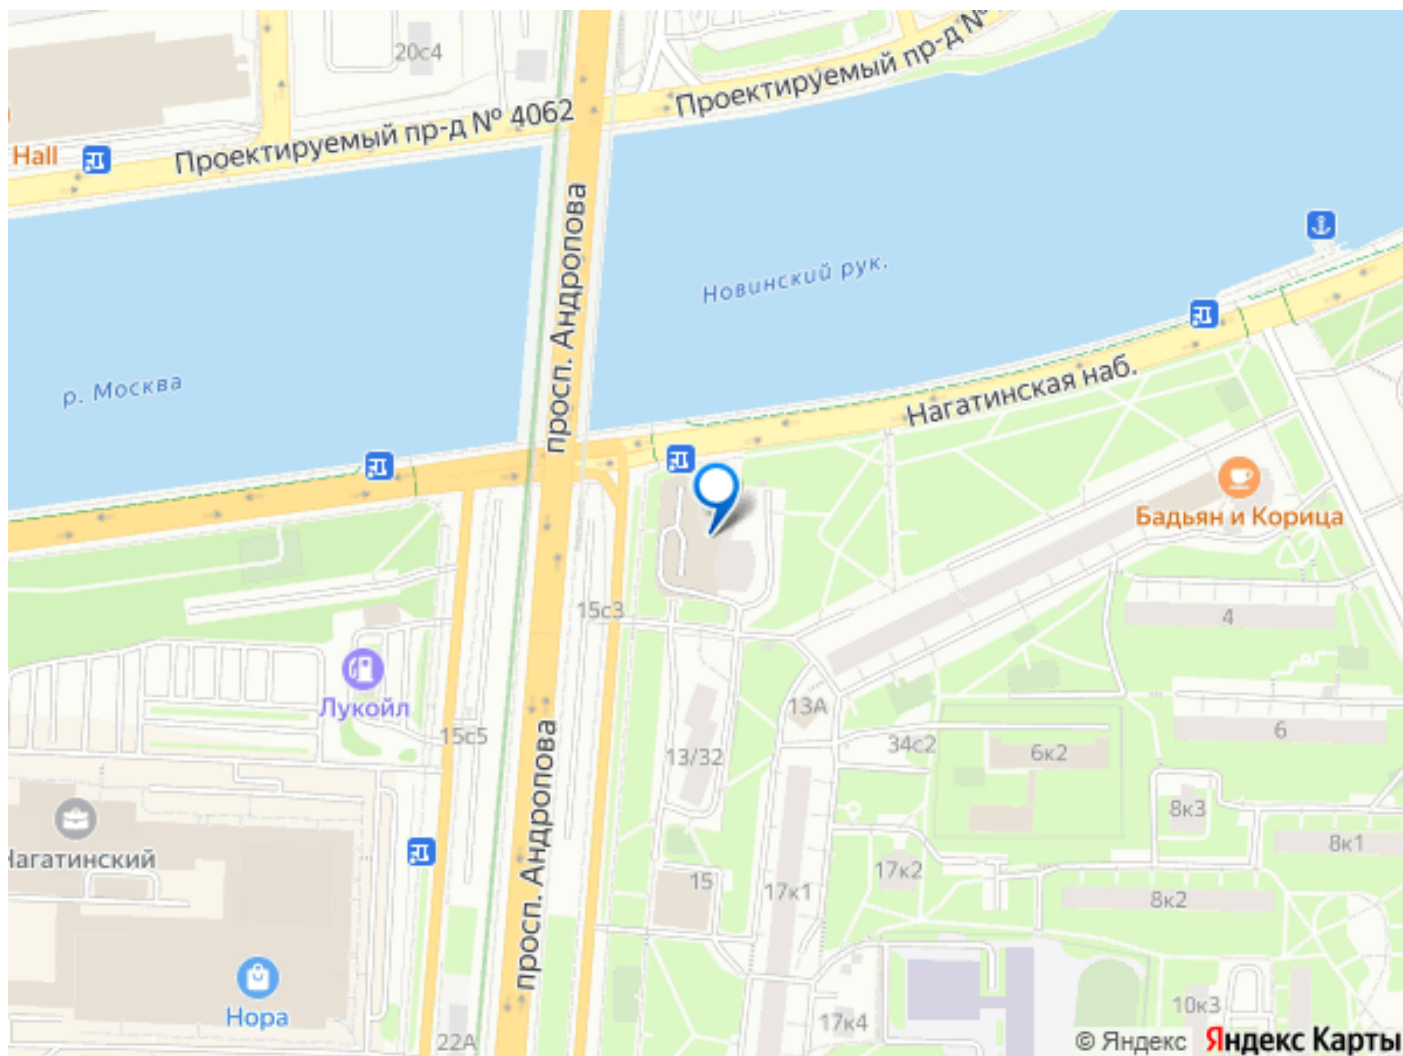 20с4
Проектируемый пр-д №
Проектируемый пр-д № 4062
Hall
просп. Андропова
Новинский рук.
р. Москва
Нагатинская наб.
Бадьян и Корица
15с3
4
Лукойл
13А
6
15с5
34с2
13/32
6к2
8к3
Нагатинский
8к1
просп. Андропова
15
17к2
17к1
8к2
Нора
10к3
17к4
22А
© Яндекс Яндекс Карты